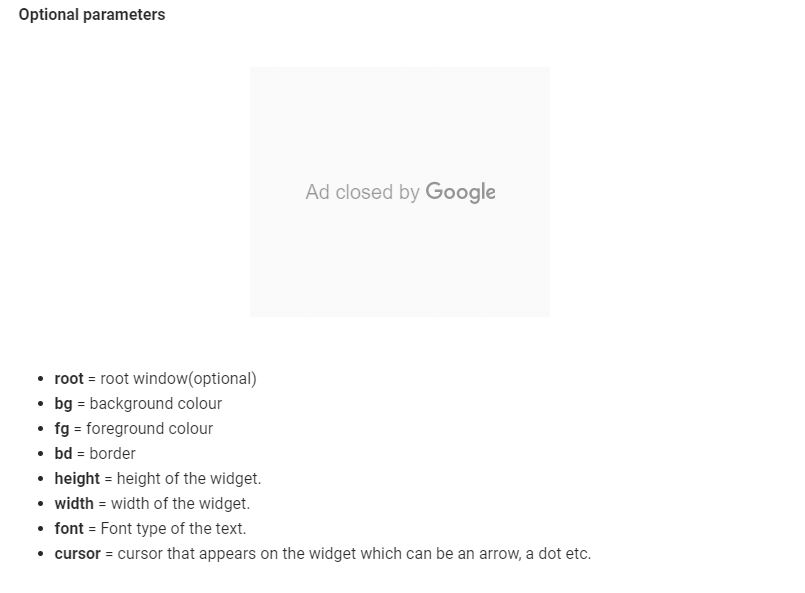 Optional parameters
Ad closed by Google
root = root window(optional)
bg = background colour
fg = foreground colour
bd = border
height = height of the widget.
width = width of the widget.
font = Font type of the text.
cursor = cursor that appears on the widget which can be an arrow, a dot etc.